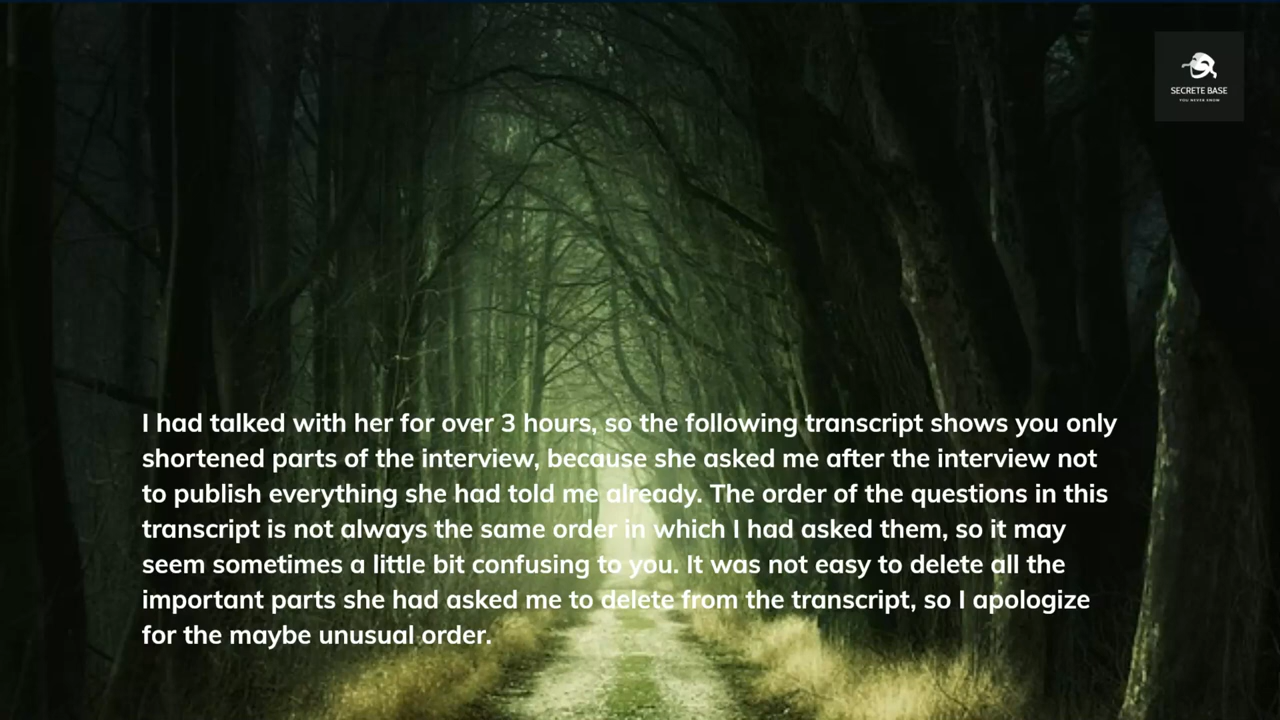 SECRETE BASE
YOU NEVER KNOW
I had talked with her for over 3 hours, so the following transcript shows you only
shortened parts of the interview, because she asked me after the interview not
to publish everything she had told me already. The order of the questions in this
transcript is not always the same order in which I had asked them, so it may
seem sometimes a little bit confusing to you. It was not easy to delete all the
important parts she had asked me to delete from the transcript, so I apologize
for the maybe unusual order.